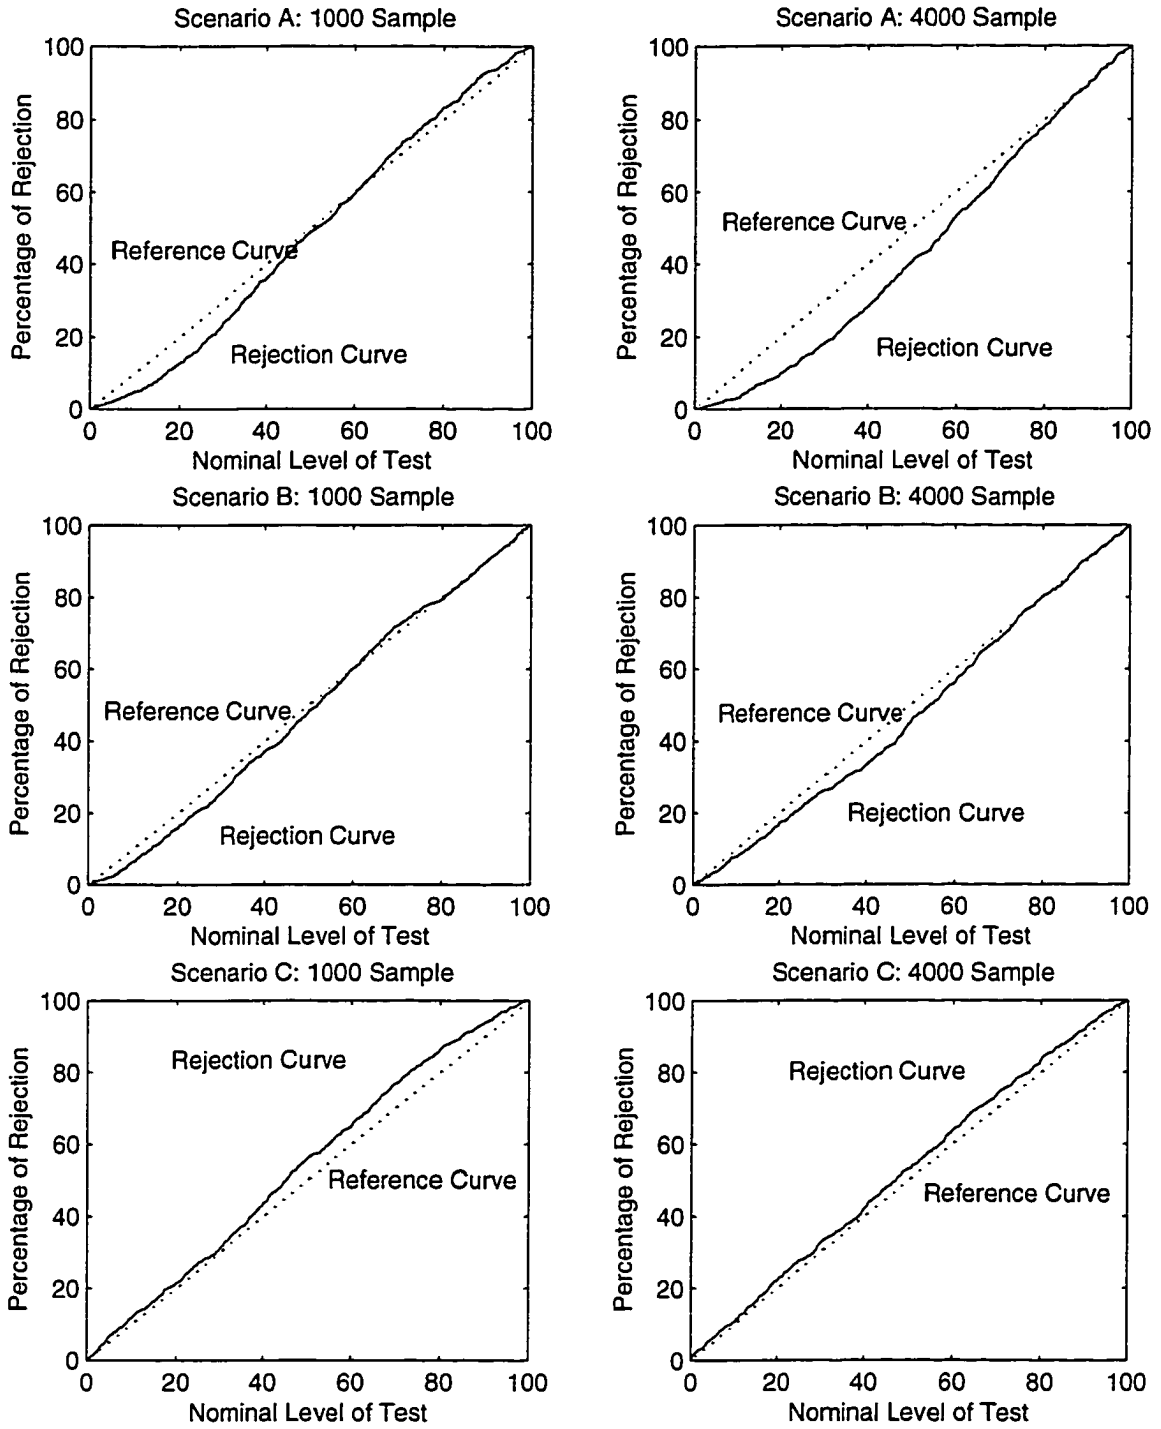 Scenario A: 1000 Sample
100
80
60
40
20
0
Percentage of Rejection
Reference Curve
Rejection Curve
0 20 40 60 80 100
Nominal Level of Test
Scenario A: 4000 Sample
100
80
60
40
20
0
Percentage of Rejection
Reference Curve
Rejection Curve
0 20 40 60 80 100
Nominal Level of Test
Scenario B: 1000 Sample
100
80
60
40
20
0
Percentage of Rejection
Reference Curve
Rejection Curve
0 20 40 60 80 100
Nominal Level of Test
Scenario B: 4000 Sample
100
80
60
40
20
0
Percentage of Rejection
Reference Curve
Rejection Curve
0 20 40 60 80 100
Nominal Level of Test
Scenario C: 1000 Sample
100
80
60
40
20
0
Percentage of Rejection
Rejection Curve
Reference Curve
0 20 40 60 80 100
Nominal Level of Test
Scenario C: 4000 Sample
100
80
60
40
20
0
Percentage of Rejection
Rejection Curve
Reference Curve
0 20 40 60 80 100
Nominal Level of Test